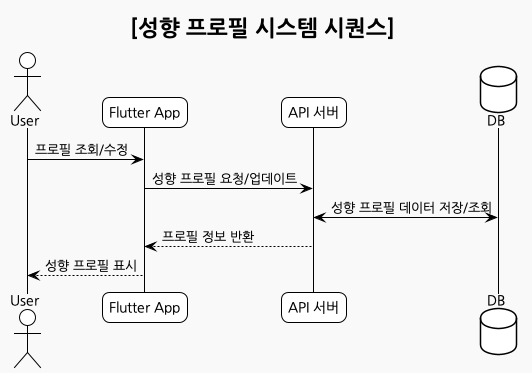 [성향 프로필 시스템 시퀀스]
User
Flutter App
API 서버
DB
프로필 조회/수정
성향 프로필 요청/업데이트
성향 프로필 데이터 저장/조회
프로필 정보 반환
성향 프로필 표시
User
Flutter App
API 서버
DB